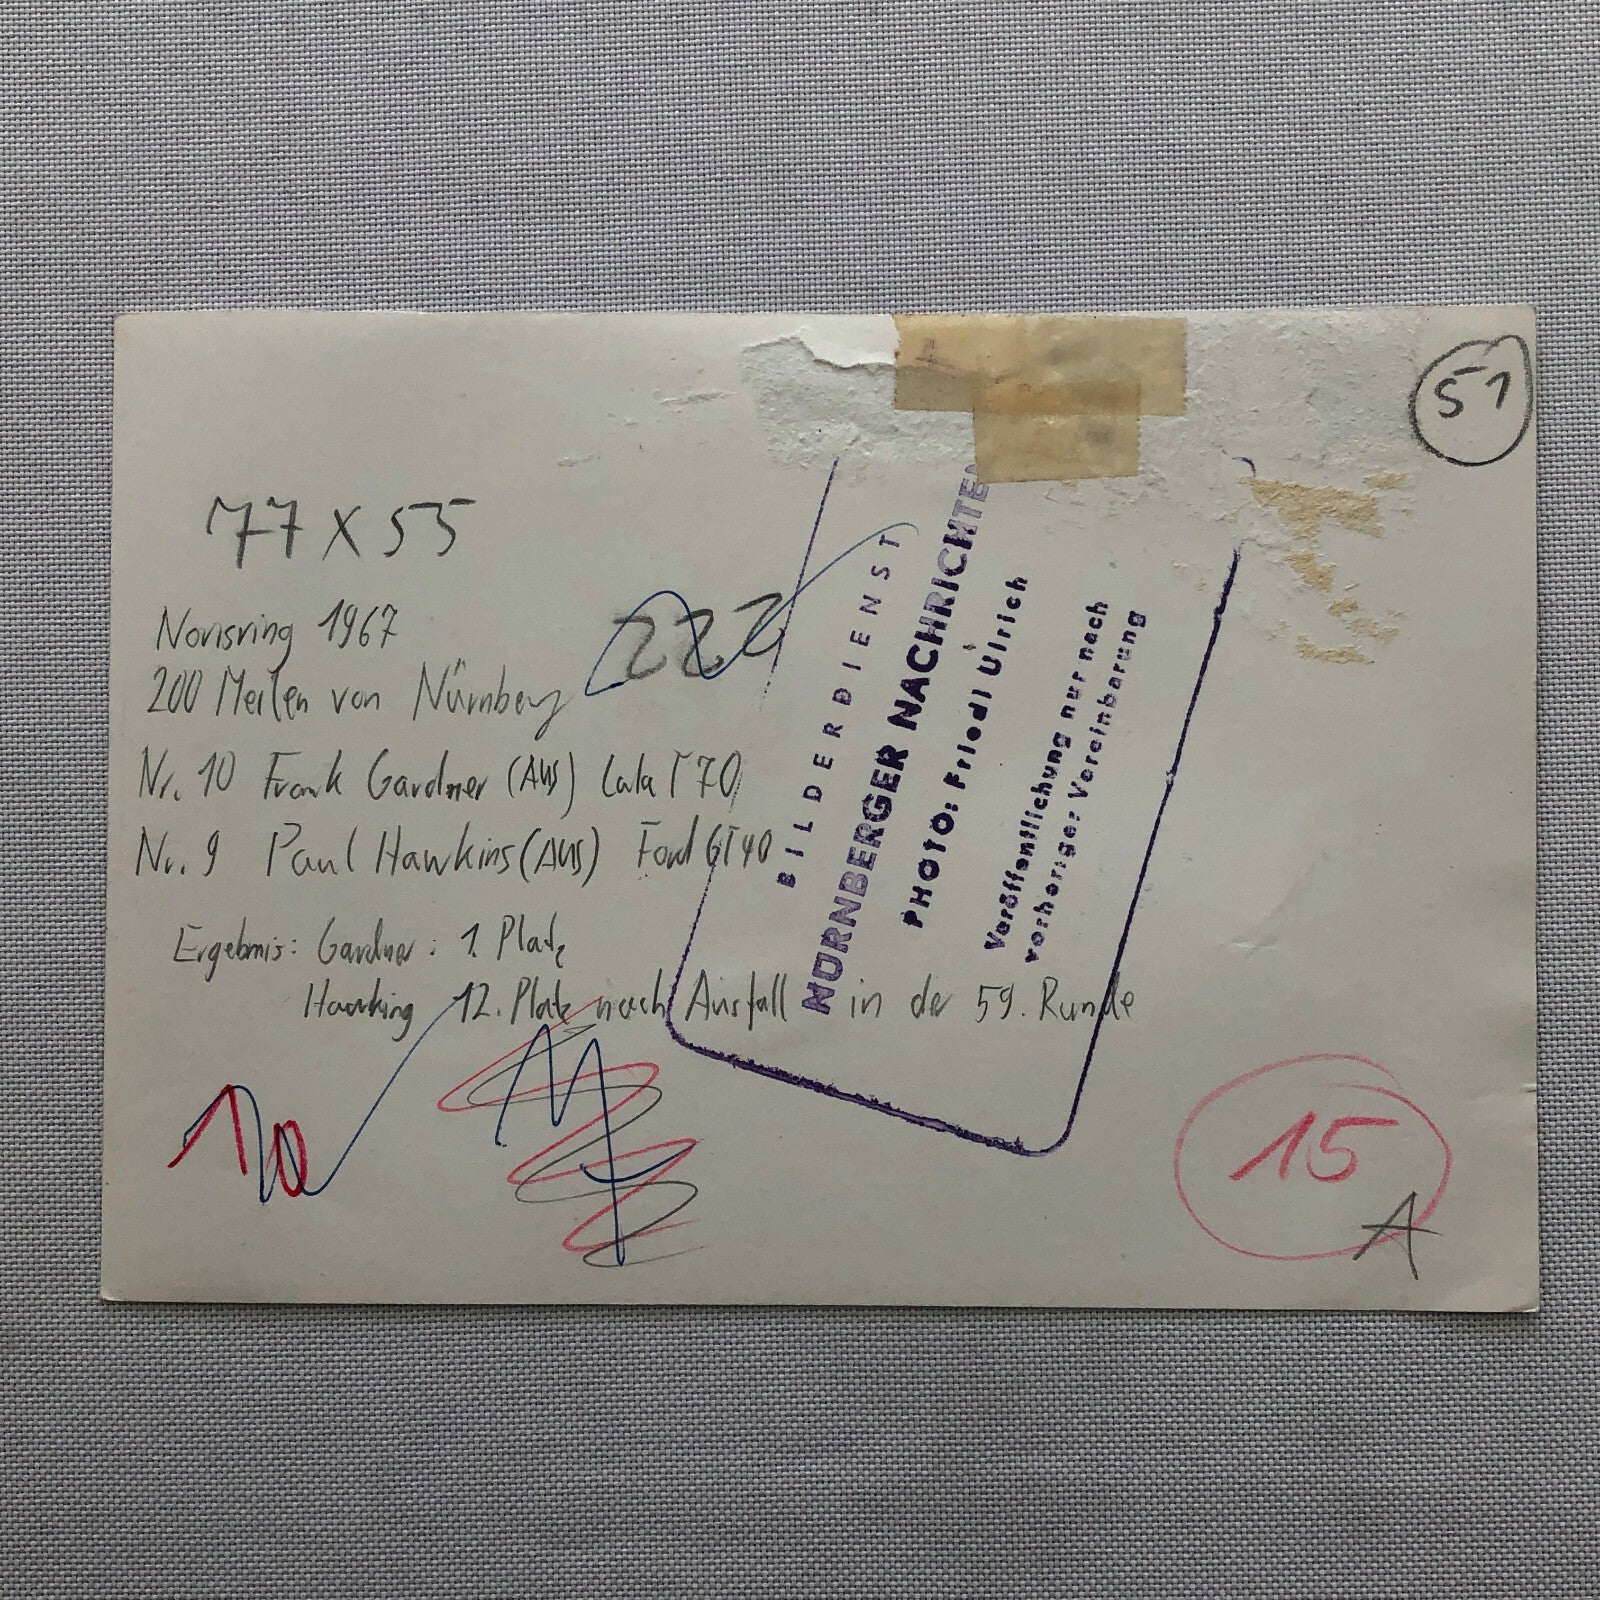 51
77 x 55
Norisring 1967
200 Meilen von Nürnberg
222
Nr. 10 Frank Gardner (AUS) Lola T70
Nr. 9 Paul Hawkins (AUS) Ford GT40
Ergebnis: Gardner: 1. Platz
Hawking 12. Platz nach Ausfall in der 59. Runde
BILDERDIENST
NÜRNBERGER NACHRICHTEN
PHOTO: Friedl Ulrich
Veröffentlichung nur nach
vorheriger Vereinbarung
10
15
A